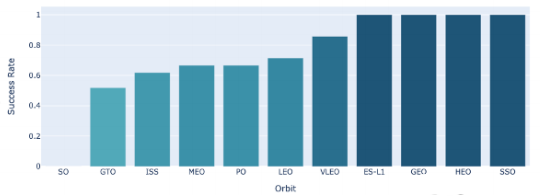 1
0.8
0.6
0.4
0.2
0
Success Rate
SO GTO ISS MEO PO LEO VLEO ES-L1 GEO HEO SSO
Orbit